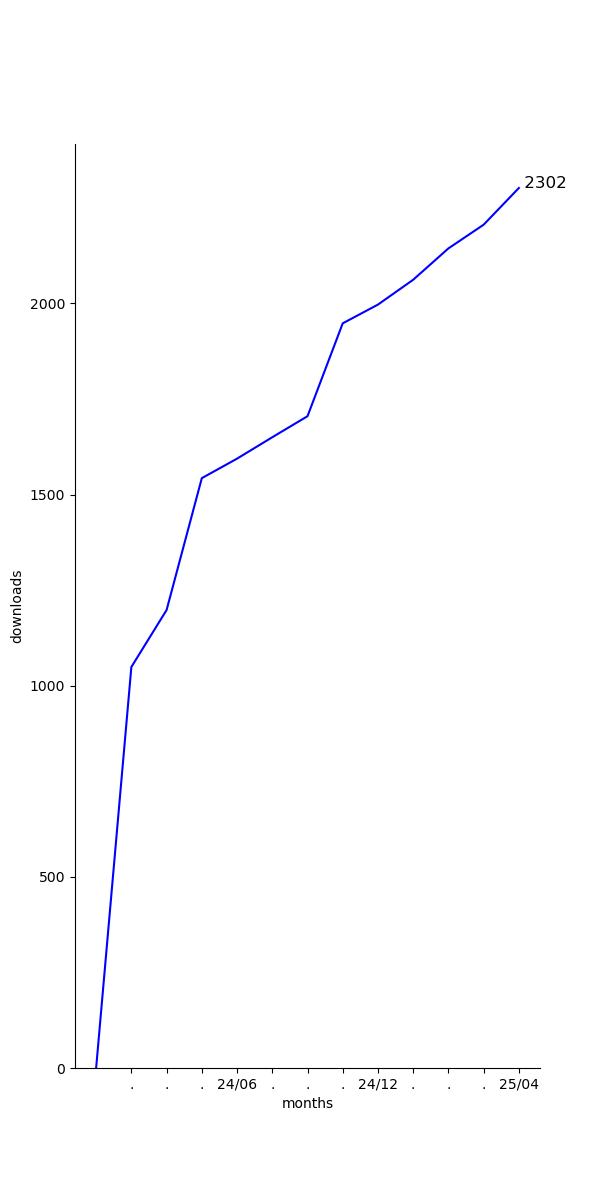 2302
2000
1500
1000
500
0
downloads
. . . 24/06 . . . 24/12 . . . 25/04
months